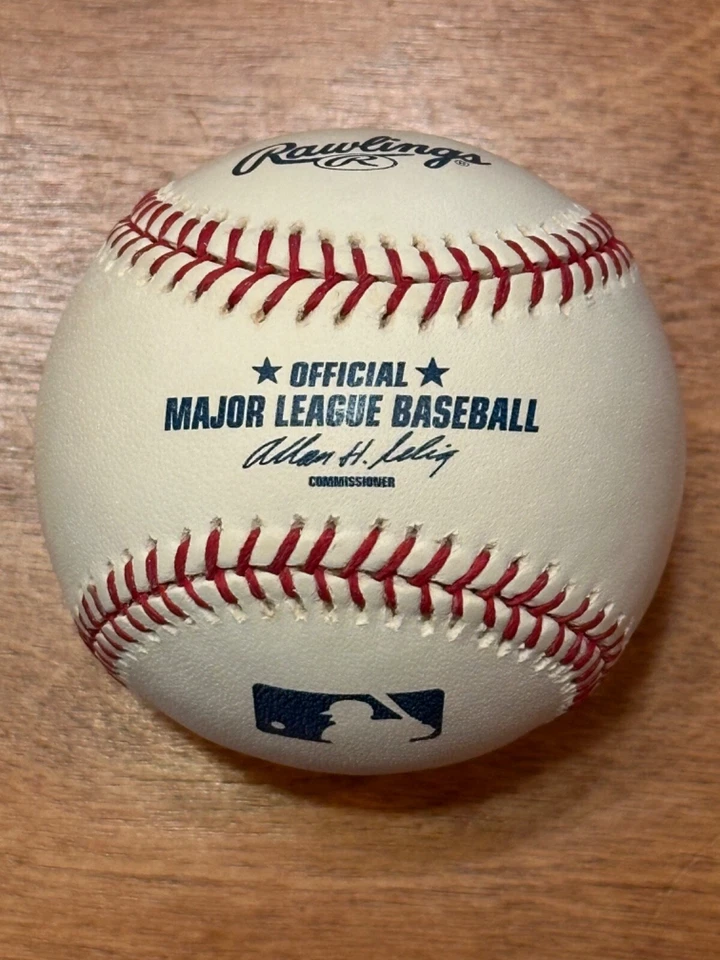 Rawlings®
R
★ OFFICIAL ★
MAJOR LEAGUE BASEBALL
Allan H. Selig
COMMISSIONER